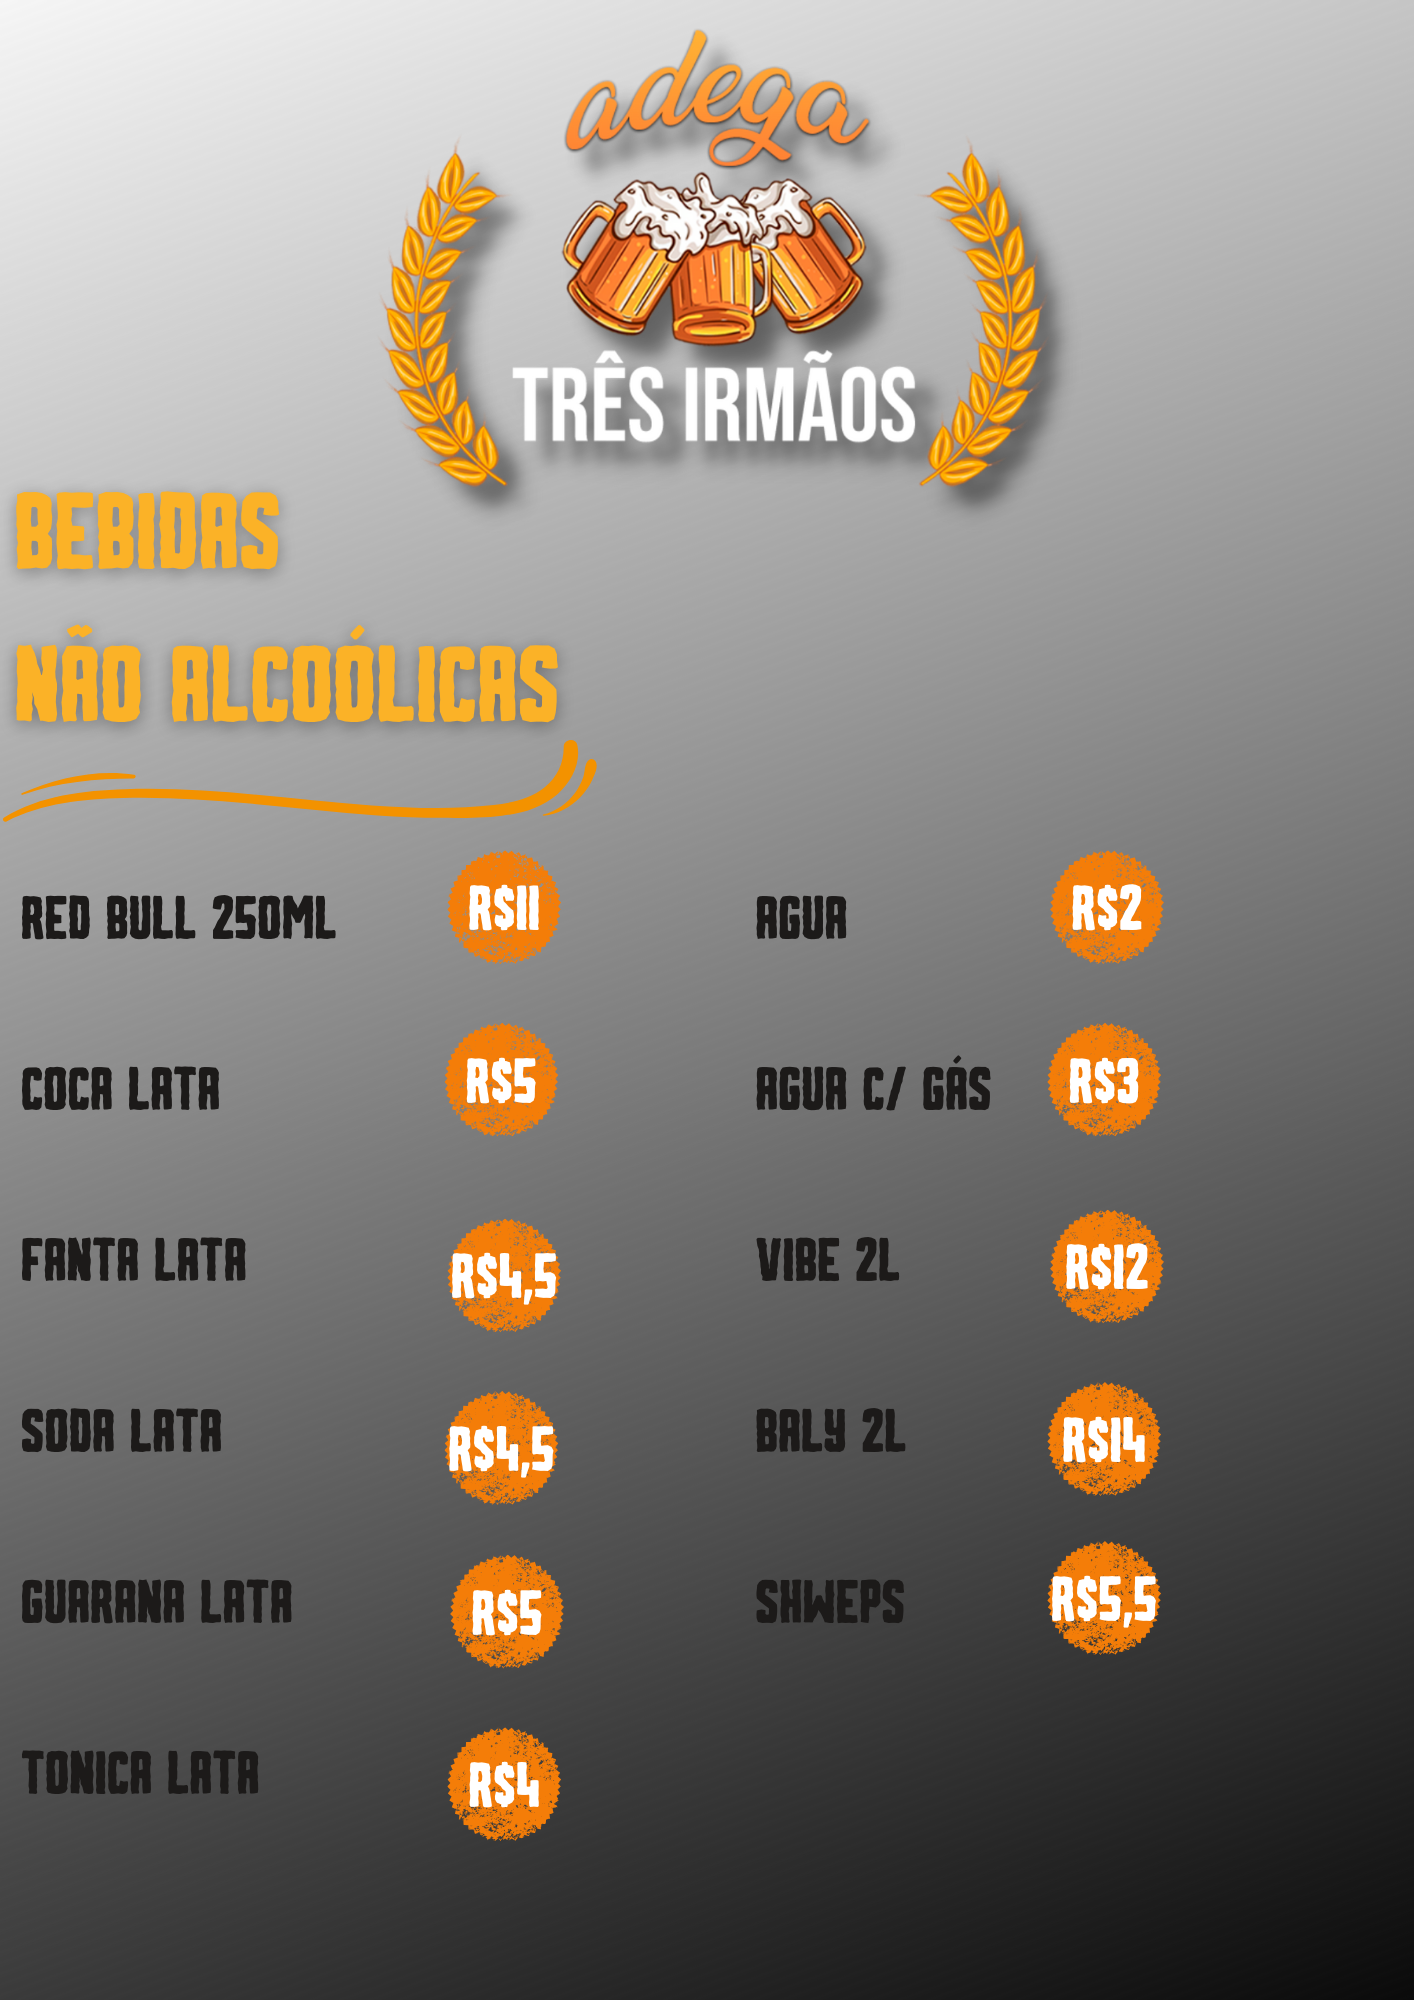 adega
TRÊS IRMÃOS
BEBIDAS
NÃO ALCOÓLICAS
RED BULL 250ML R$11
COCA LATA R$5
FANTA LATA R$4,5
SODA LATA R$4,5
GUARANA LATA R$5
TONICA LATA R$4
AGUA R$2
AGUA C/ GÁS R$3
VIBE 2L R$12
BALY 2L R$14
SHWEPS R$5,5